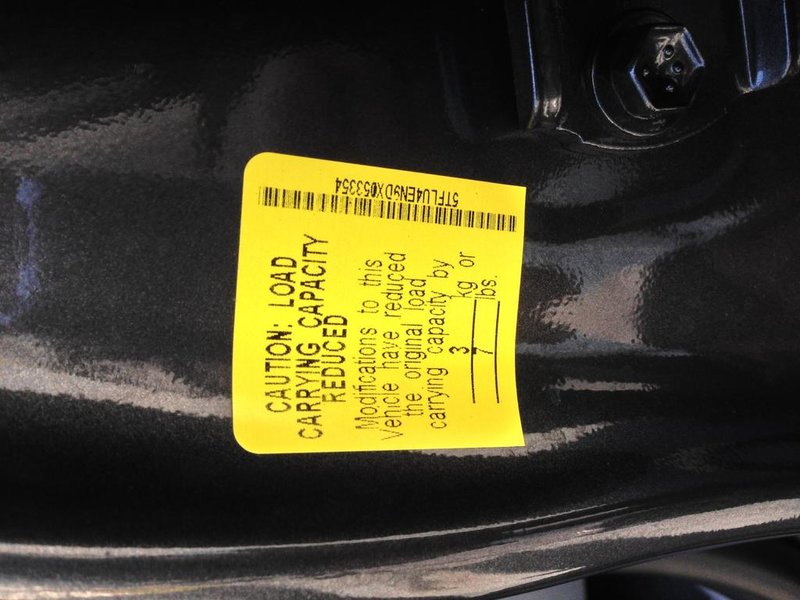 CAUTION: LOAD
CARRYING CAPACITY
REDUCED
Modifications to this
Vehicle have reduced
the original load
carrying capacity by
3 kg or
7 lbs.
5TFLU4EN9DX053354